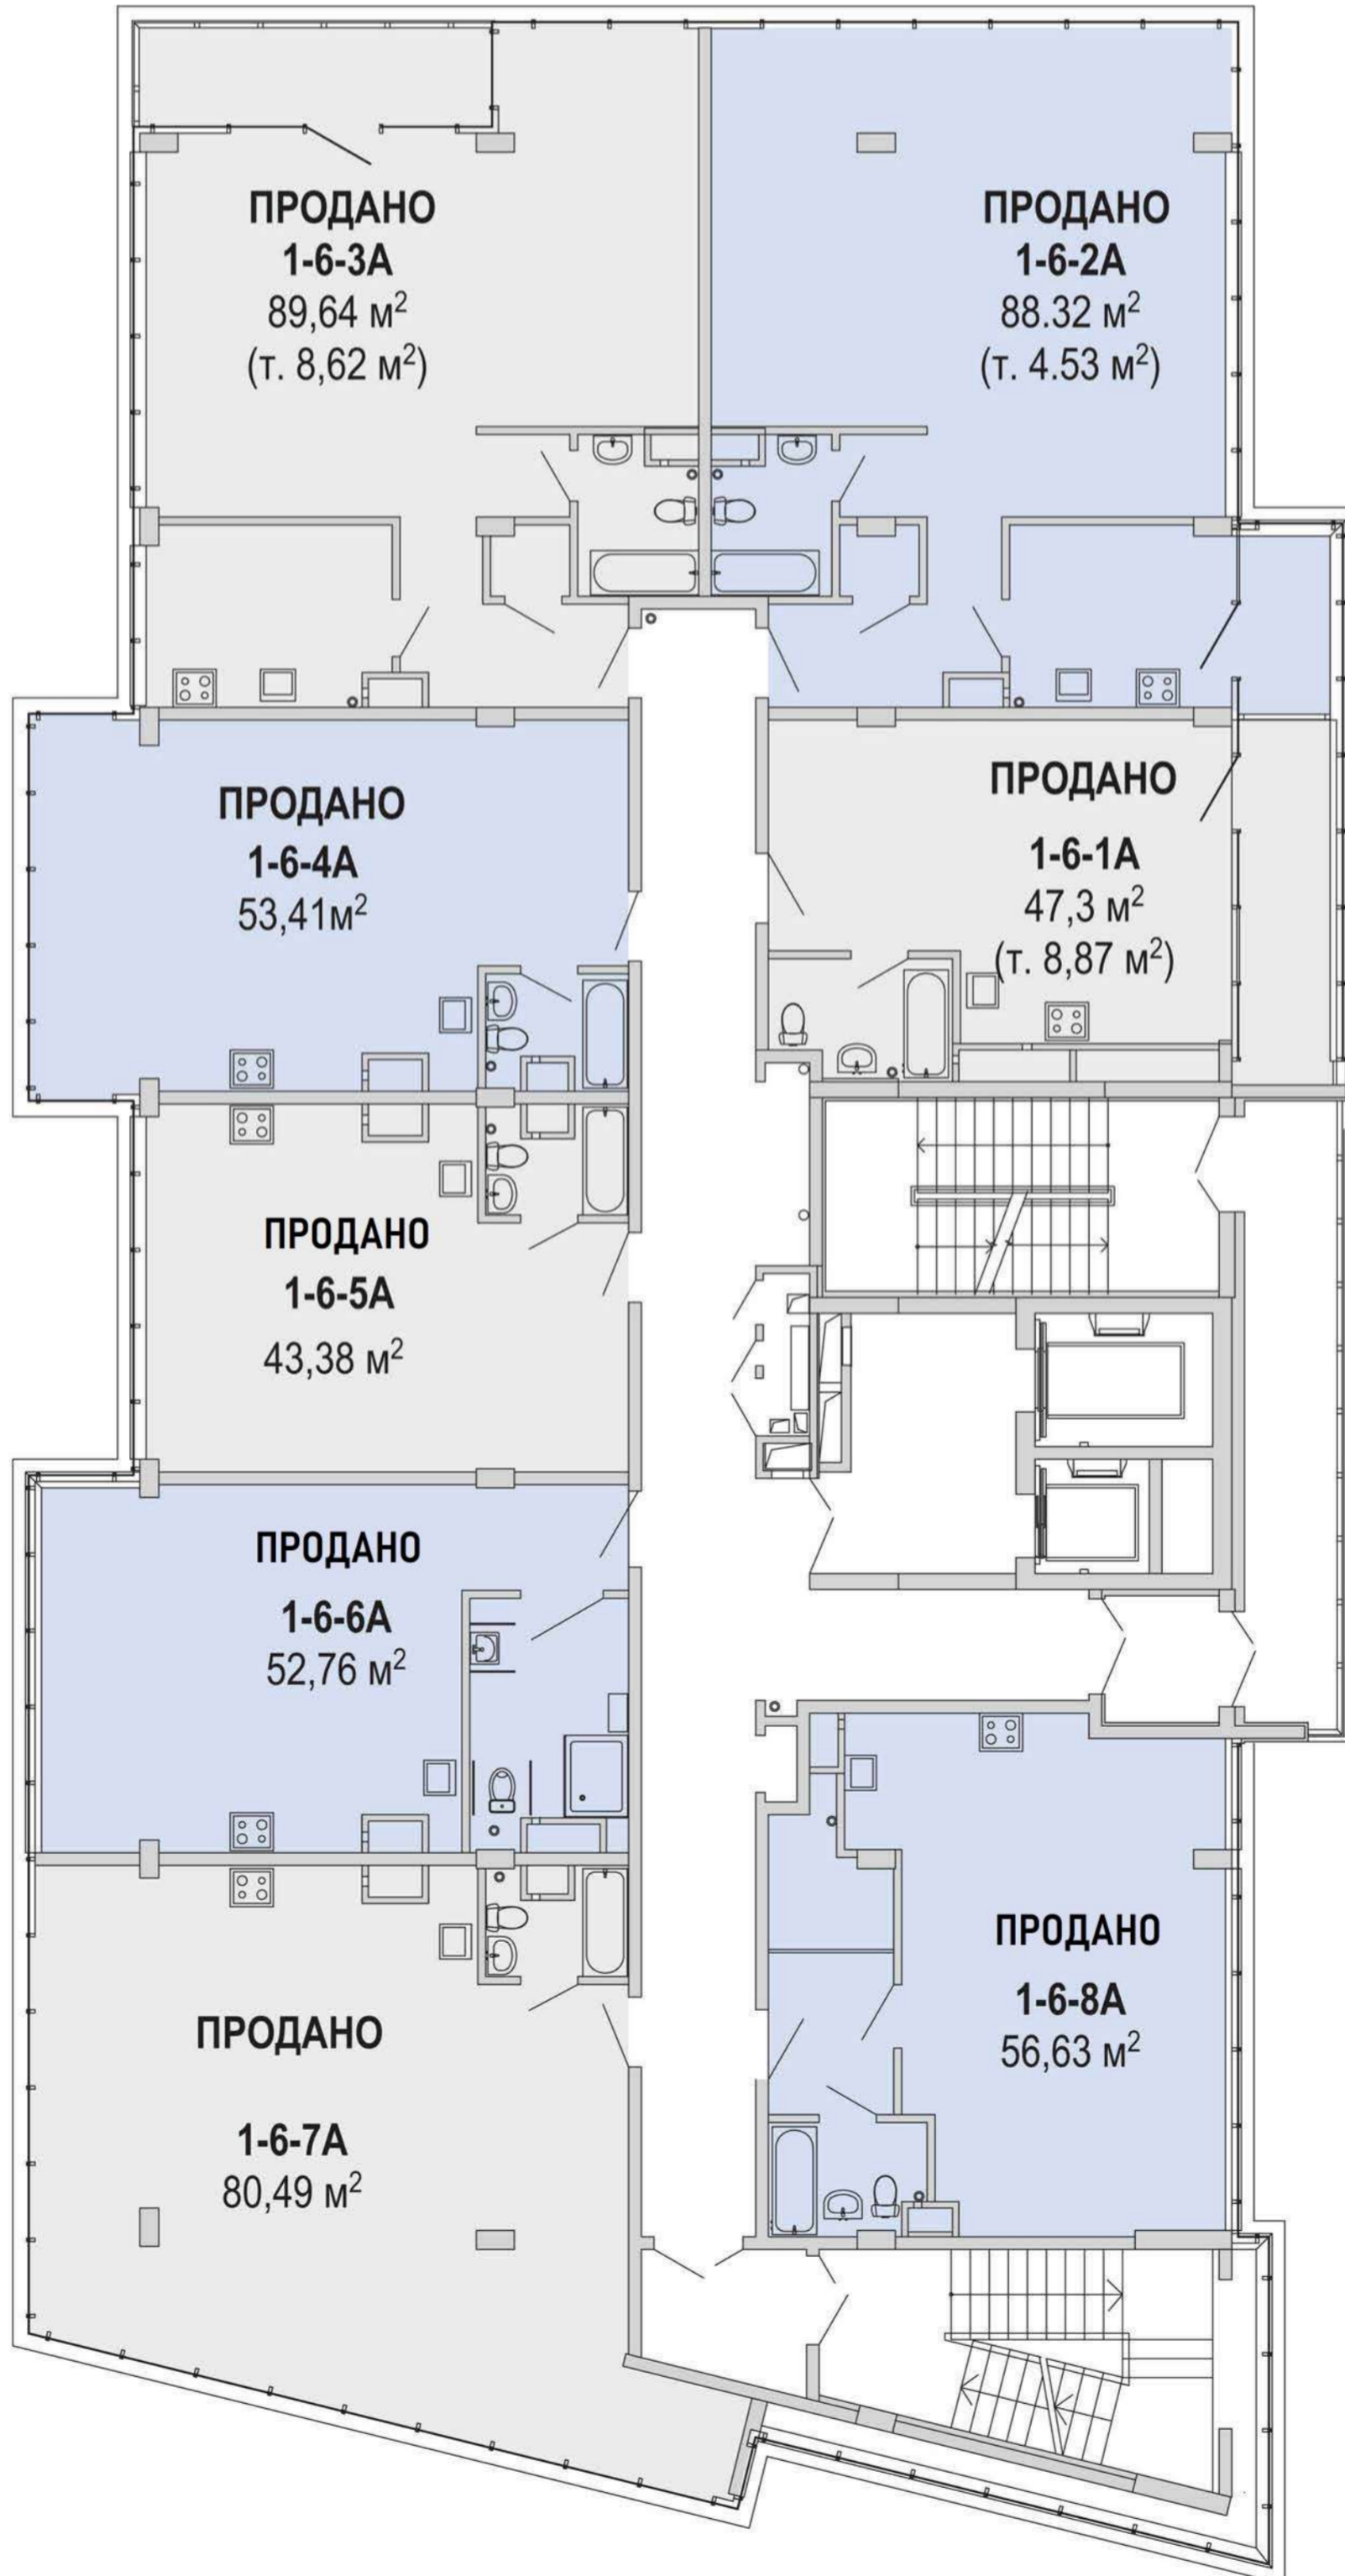 ПРОДАНО
1-6-3А
89,64 м²
(т. 8,62 м²)
ПРОДАНО
1-6-2А
88.32 м²
(т. 4.53 м²)
ПРОДАНО
1-6-4А
53,41м²
ПРОДАНО
1-6-1А
47,3 м²
(т. 8,87 м²)
ПРОДАНО
1-6-5А
43,38 м²
ПРОДАНО
1-6-6А
52,76 м²
ПРОДАНО
1-6-8А
56,63 м²
ПРОДАНО
1-6-7А
80,49 м²